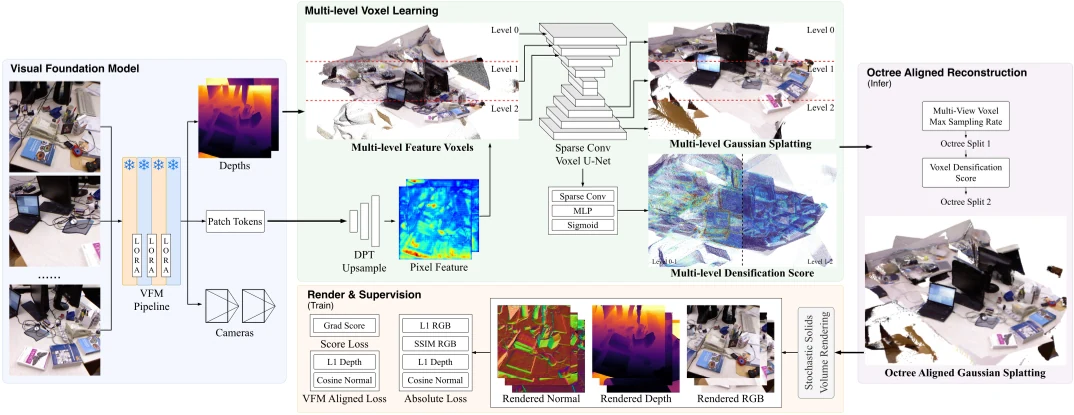 Visual Foundation Model
......
LORA
LORA
LORA
VFM
Pipeline
Depths
Patch Tokens
Cameras
Multi-level Voxel Learning
Level 0
Level 1
Level 2
Multi-level Feature Voxels
DPT
Upsample
Pixel Feature
Sparse Conv
Voxel U-Net
Sparse Conv
MLP
Sigmoid
Level 0
Level 1
Level 2
Multi-level Gaussian Splatting
Level 0-1
Level 1-2
Multi-level Densification Score
Render & Supervision
(Train)
Grad Score
Score Loss
L1 Depth
Cosine Normal
VFM Aligned Loss
L1 RGB
SSIM RGB
L1 Depth
Cosine Normal
Absolute Loss
Rendered Normal
Rendered Depth
Rendered RGB
Stochastic Solids
Volume Rendering
Octree Aligned Reconstruction
(Infer)
Multi-View Voxel
Max Sampling Rate
Octree Split 1
Voxel Densification
Score
Octree Split 2
Octree Aligned Gaussian Splatting